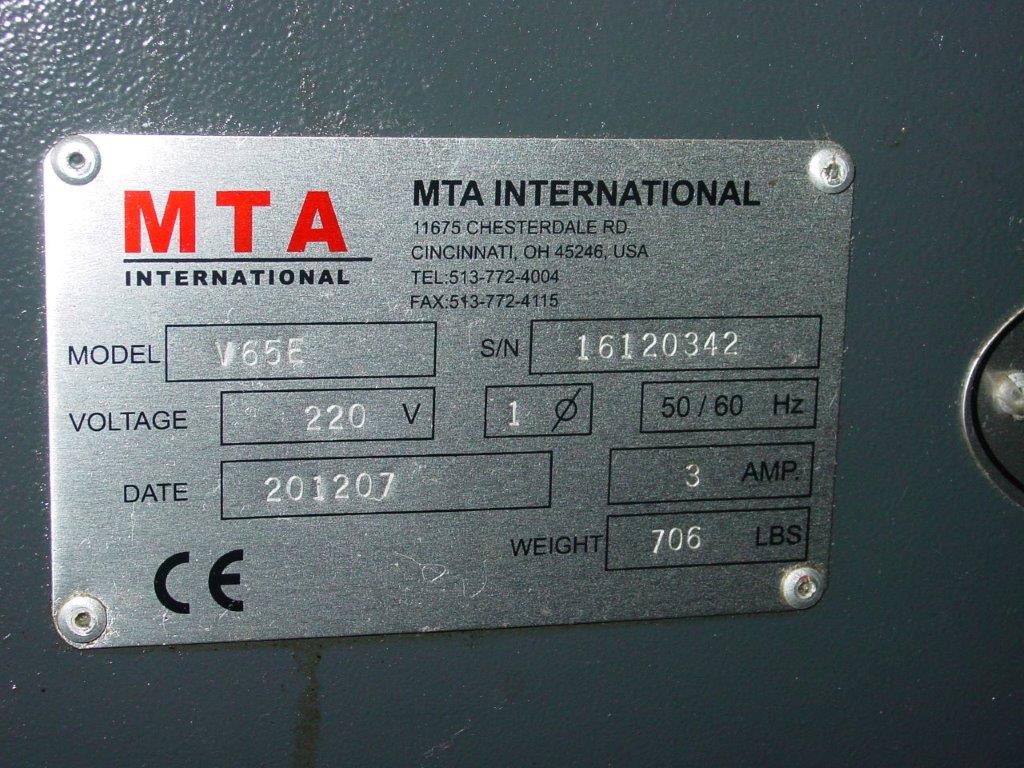 MTA
INTERNATIONAL
MTA INTERNATIONAL
11675 CHESTERDALE RD.
CINCINNATI, OH 45246, USA
TEL:513-772-4004
FAX:513-772-4115
MODEL V65E S/N 16120342
VOLTAGE 220 V 1 Ø 50 / 60 Hz
DATE 201207 3 AMP.
WEIGHT 706 LBS
CE